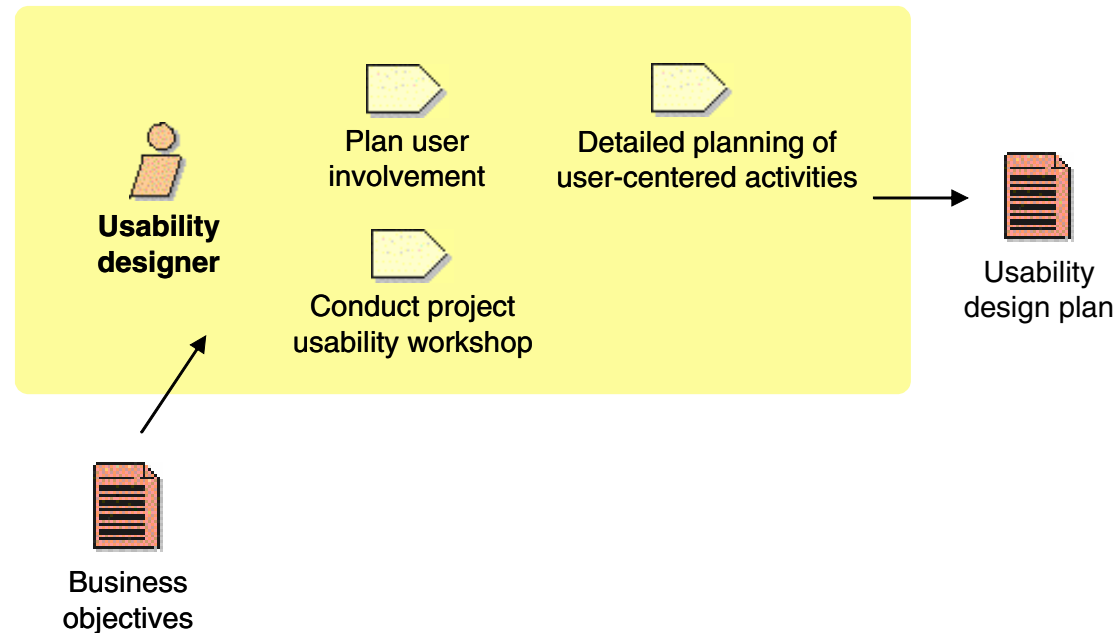 Plan user
involvement
Detailed planning of
user-centered activities
Usability
designer
Conduct project
usability workshop
Usability
design plan
Business
objectives